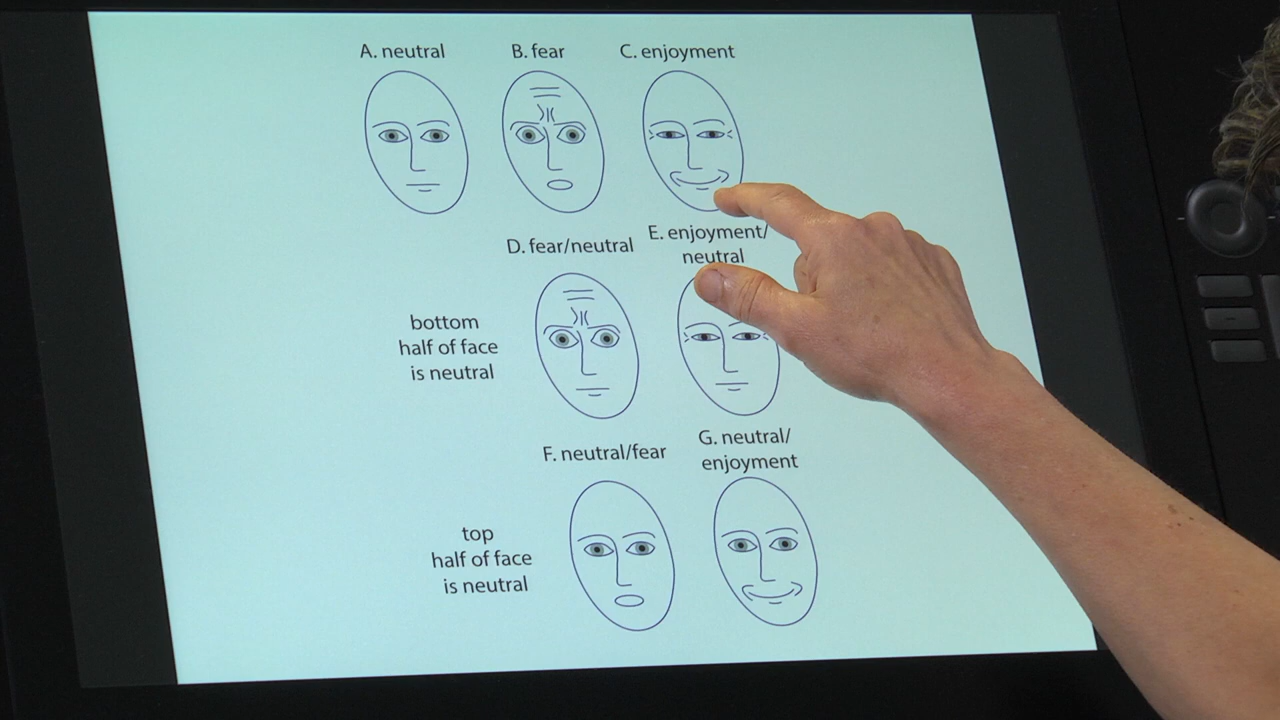 A. neutral
B. fear
C. enjoyment
D. fear/neutral
E. enjoyment/
neutral
bottom
half of face
is neutral
F. neutral/fear
G. neutral/
enjoyment
top
half of face
is neutral